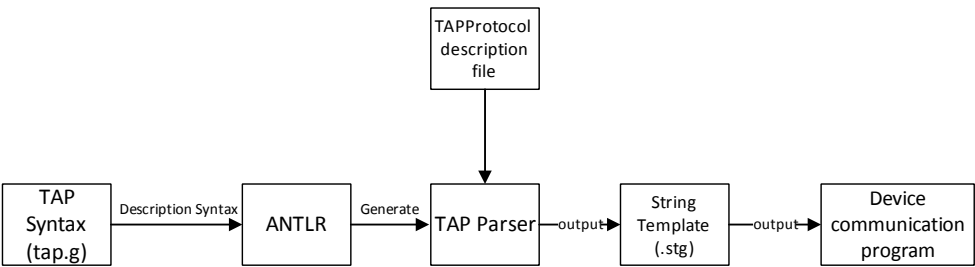 TAPProtocol
description
file
TAP
Syntax
(tap.g)
Description Syntax
ANTLR
Generate
TAP Parser
output
String
Template
(.stg)
output
Device
communication
program